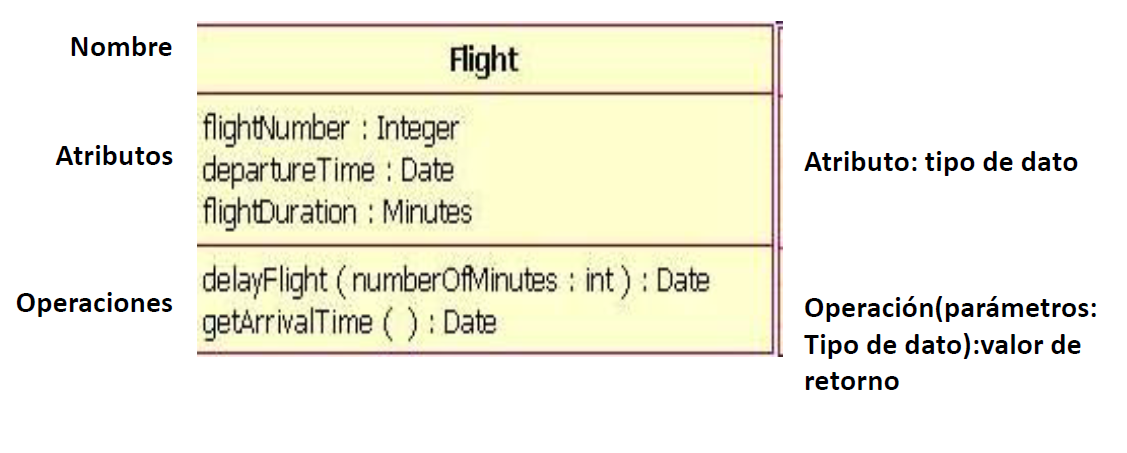 Nombre
Flight
Atributos
flightNumber : Integer
departureTime : Date
flightDuration : Minutes
Atributo: tipo de dato
Operaciones
delayFlight ( numberOfMinutes : int ) : Date
getArrivalTime ( ) : Date
Operación(parámetros:
Tipo de dato):valor de
retorno